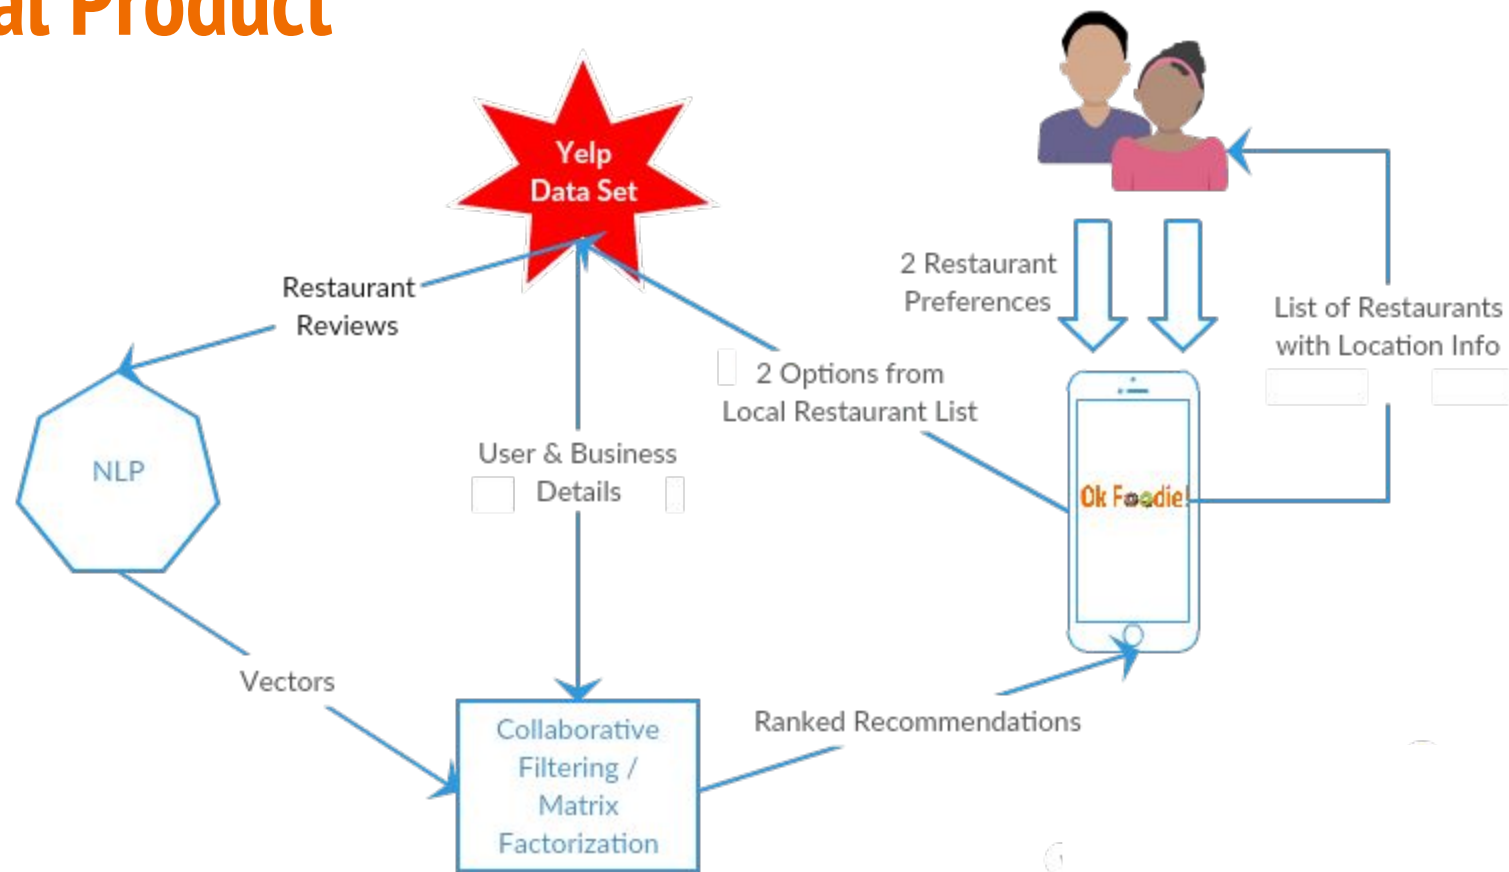 al Product
Yelp
Data Set
Restaurant
Reviews
2 Restaurant
Preferences
List of Restaurants
with Location Info
2 Options from
Local Restaurant List
NLP
User & Business
Details
Ok Foodie!
Vectors
Ranked Recommendations
Collaborative
Filtering /
Matrix
Factorization